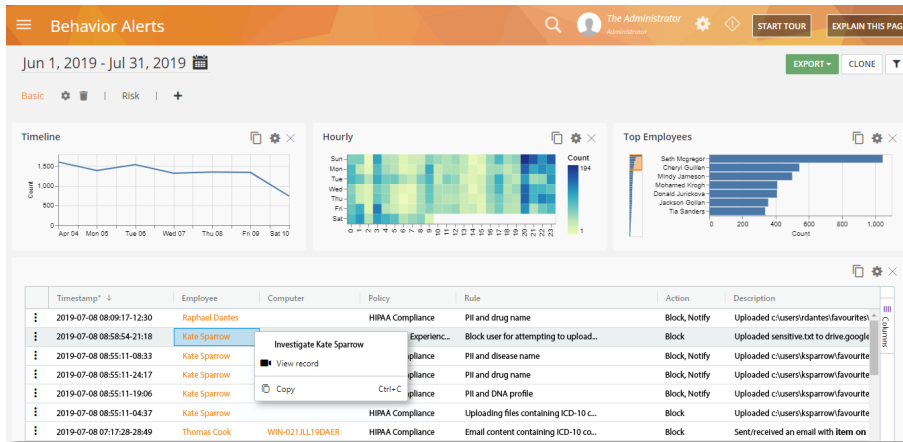 Behavior Alerts
The Administrator
Administrator
START TOUR
EXPLAIN THIS PAG
Jun 1, 2019 - Jul 31, 2019
EXPORT
CLONE
Basic | Risk | +
Timeline
1,500
1,000
500
0
Count
Apr 04 Mon 05 Tue 06 Wed 07 Thu 08 Fri 09 Sat 10
Hourly
Sun
Mon
Tue
Wed
Thu
Fri
Sat
0 1 2 3 4 5 6 7 8 9 10 11 12 13 14 15 16 17 18 19 20 21 22 23
Count
194
1
Top Employees
Seth Mcgregor
Cheryl Guillen
Mindy Jameson
Mohamed Krogh
Donald Juriokova
Jackson Gollan
Tia Sanders
0 200 400 600 800 1,000
Count
Timestamp* ↓ Employee Computer Policy Rule Action Description
2019-07-08 08:09:17-12:30 Raphael Dantes HIPAA Compliance PII and drug name Block, Notify Uploaded c:\users\rdantes\favourites\
2019-07-08 08:58:54-21:18 Kate Sparrow Experienc... Block user for attempting to upload... Block Uploaded sensitive.txt to drive.google
2019-07-08 08:55:11-08:33 Kate Sparrow pliance PII and disease name Block, Notify Uploaded c:\users\ksparrow\favourite
2019-07-08 08:55:11-24:17 Kate Sparrow pliance PII and drug name Block, Notify Uploaded c:\users\ksparrow\favourite
2019-07-08 08:55:11-19:06 Kate Sparrow pliance PII and DNA profile Block, Notify Uploaded c:\users\ksparrow\favourite
2019-07-08 08:55:11-04:37 Kate Sparrow HIPAA Compliance Uploading files containing ICD-10 c... Block Uploaded c:\users\ksparrow\favourite
2019-07-08 07:17:28-28:49 Thomas Cook WIN-021JLL19DAER HIPAA Compliance Email content containing ICD-10 co... Block Sent/received an email with item on
Investigate Kate Sparrow
View record
Copy Ctrl+C
Columns